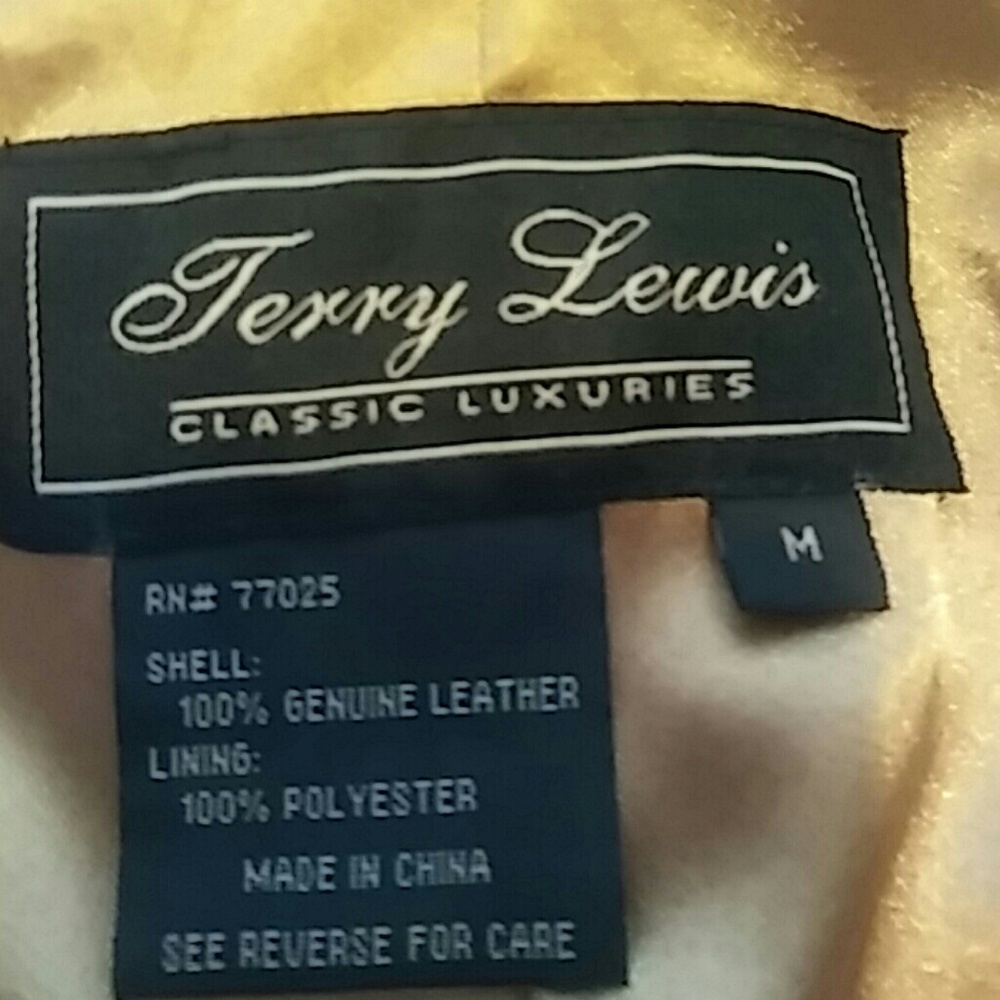 Terry Lewis
CLASSIC LUXURIES
M
RN# 77025
SHELL:
100% GENUINE LEATHER
LINING:
100% POLYESTER
MADE IN CHINA
SEE REVERSE FOR CARE